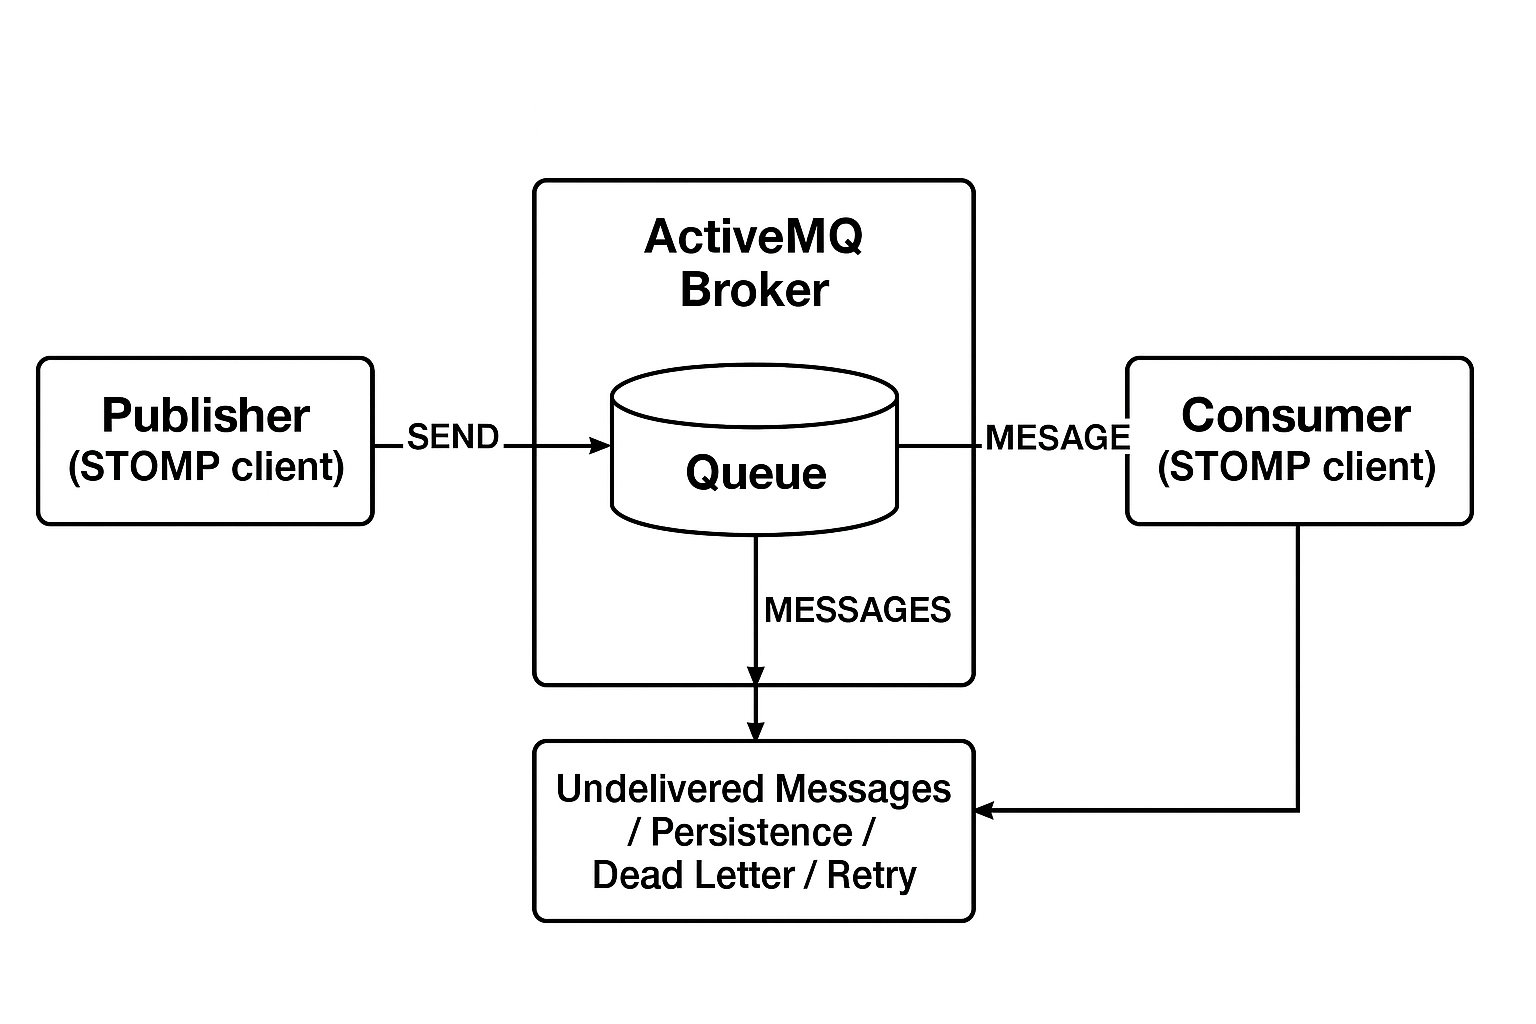 ActiveMQ
Broker
Publisher
(STOMP client)
SEND
Queue
MESAGE
Consumer
(STOMP client)
MESSAGES
Undelivered Messages
/ Persistence /
Dead Letter / Retry